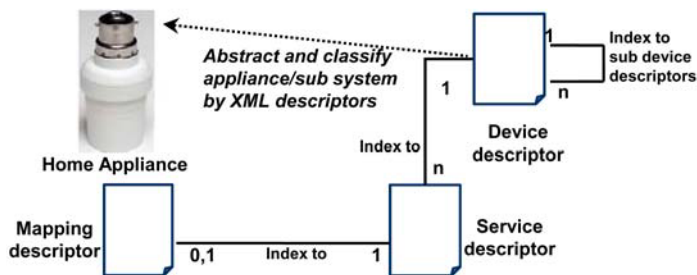 Abstract and classify
appliance/sub system
by XML descriptors
1
Index to
sub device
descriptors
n
1
Home Appliance
Index to
Device
descriptor
n
Mapping
descriptor
0,1
Index to
1
Service
descriptor